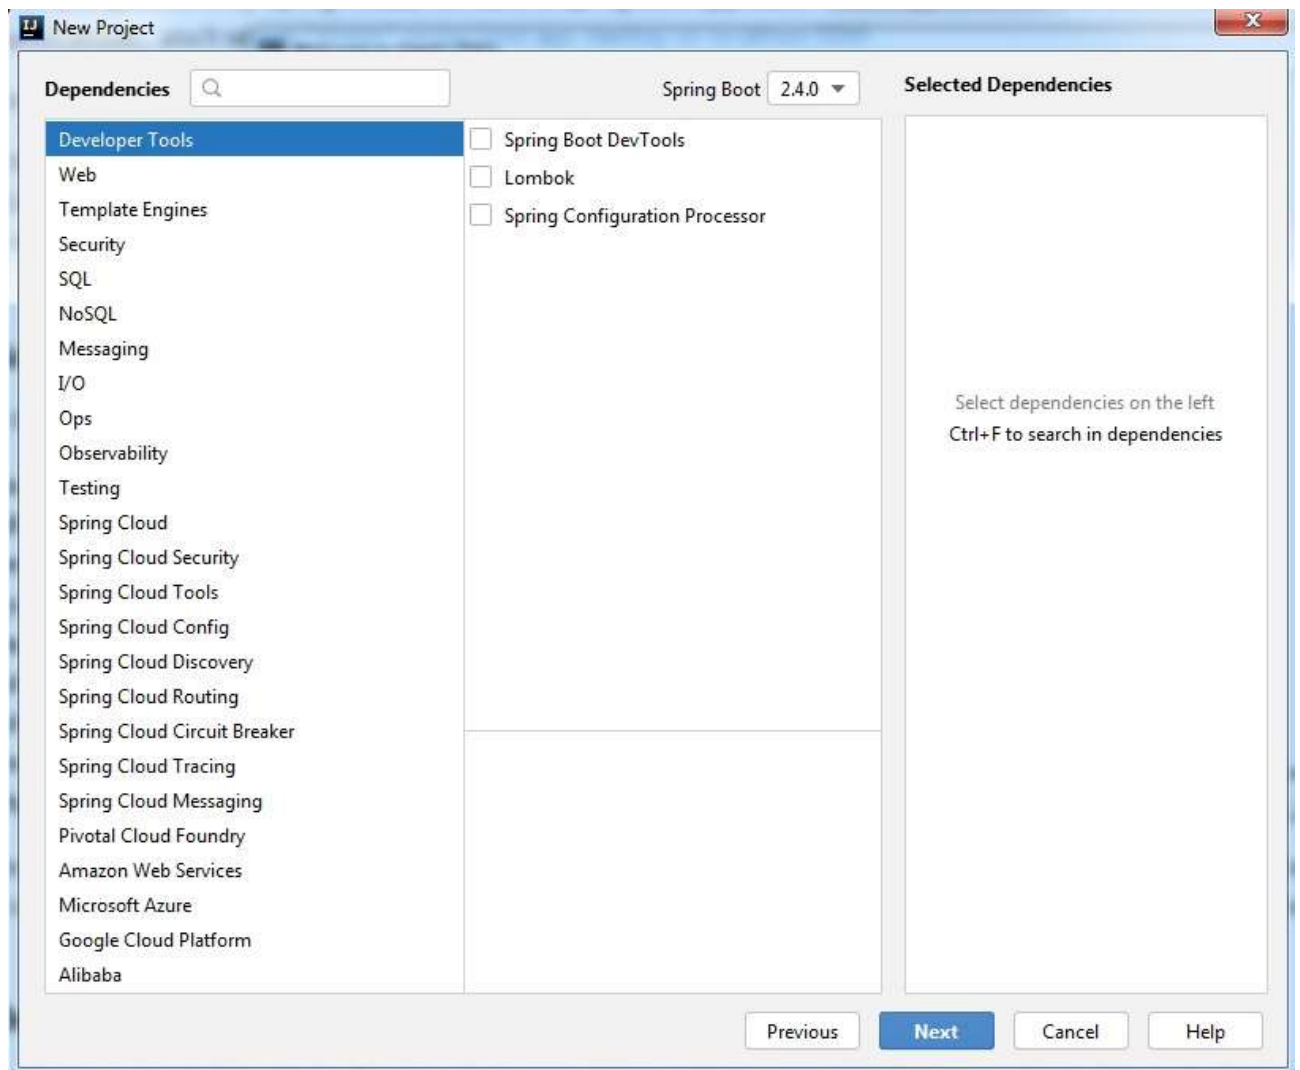 New Project
Dependencies
Spring Boot 2.4.0
Selected Dependencies
Developer Tools
Web
Template Engines
Security
SQL
NoSQL
Messaging
I/O
Ops
Observability
Testing
Spring Cloud
Spring Cloud Security
Spring Cloud Tools
Spring Cloud Config
Spring Cloud Discovery
Spring Cloud Routing
Spring Cloud Circuit Breaker
Spring Cloud Tracing
Spring Cloud Messaging
Pivotal Cloud Foundry
Amazon Web Services
Microsoft Azure
Google Cloud Platform
Alibaba
Spring Boot DevTools
Lombok
Spring Configuration Processor
Select dependencies on the left
Ctrl+F to search in dependencies
Previous
Next
Cancel
Help